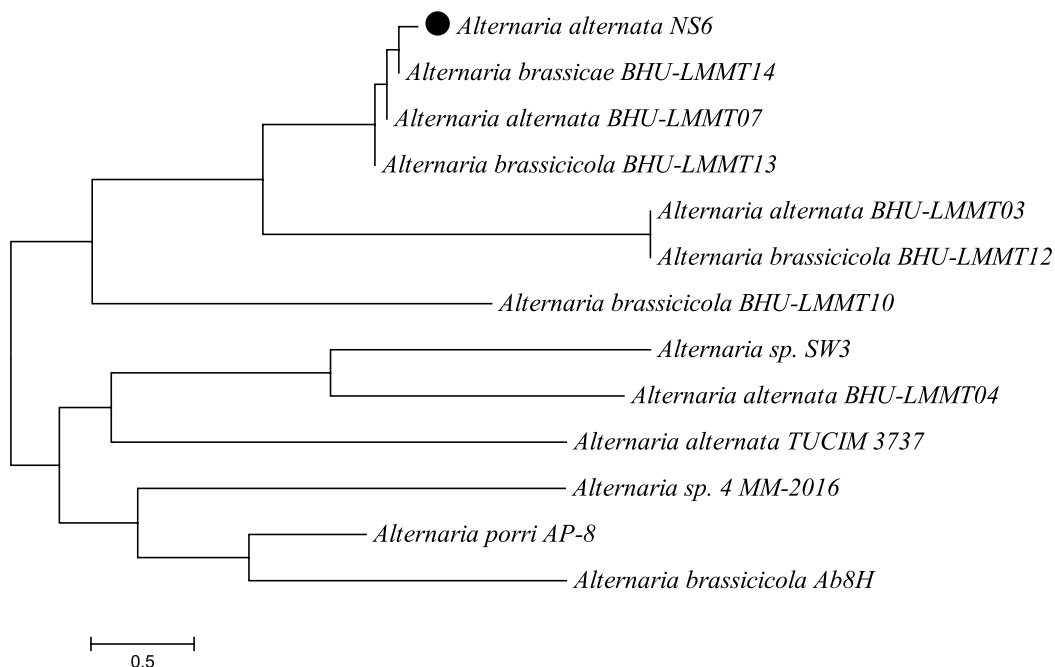 Alternaria alternata NS6
Alternaria brassicae BHU-LMMT14
Alternaria alternata BHU-LMMT07
Alternaria brassicicola BHU-LMMT13
Alternaria alternata BHU-LMMT03
Alternaria brassicicola BHU-LMMT12
Alternaria brassicicola BHU-LMMT10
Alternaria sp. SW3
Alternaria alternata BHU-LMMT04
Alternaria alternata TUCIM 3737
Alternaria sp. 4 MM-2016
Alternaria porri AP-8
Alternaria brassicicola Ab8H
0.5